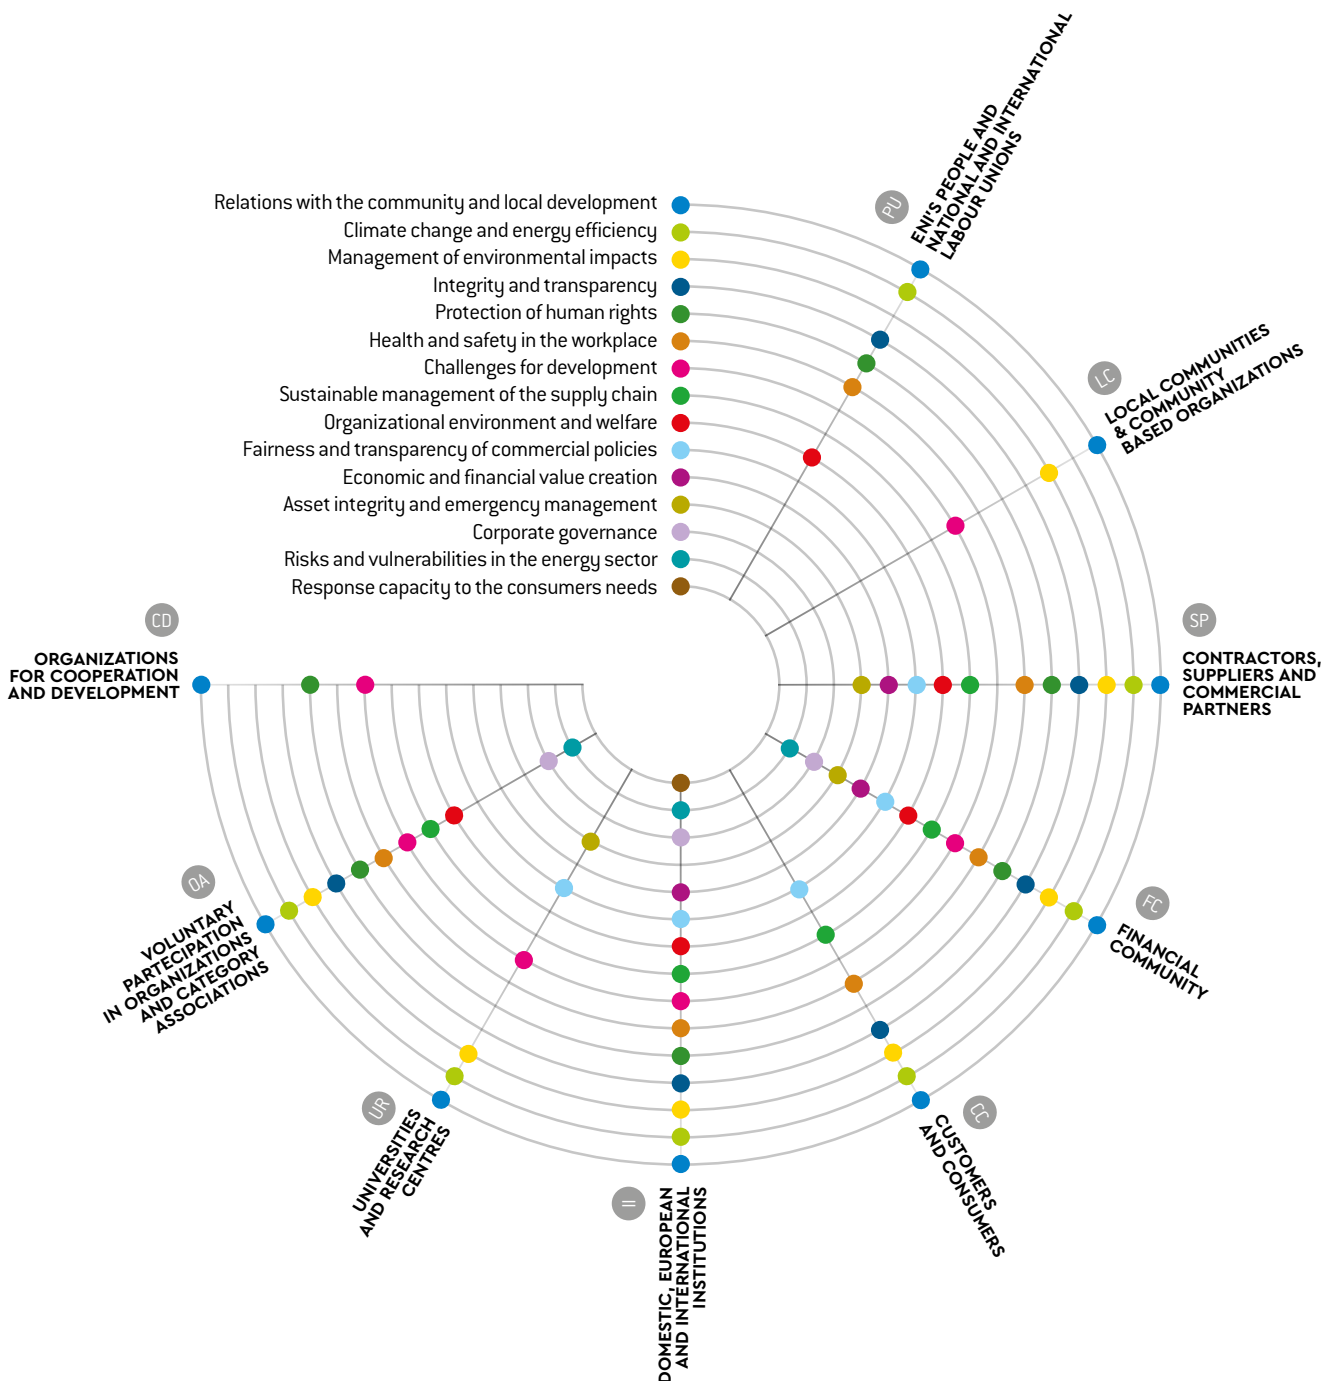 Relations with the community and local development
Climate change and energy efficiency
Management of environmental impacts
Integrity and transparency
Protection of human rights
Health and safety in the workplace
Challenges for development
Sustainable management of the supply chain
Organizational environment and welfare
Fairness and transparency of commercial policies
Economic and financial value creation
Asset integrity and emergency management
Corporate governance
Risks and vulnerabilities in the energy sector
Response capacity to the consumers needs
PU
ENI'S PEOPLE AND
NATIONAL AND INTERNATIONAL
LABOUR UNIONS
LC
LOCAL COMMUNITIES
& COMMUNITY
BASED ORGANIZATIONS
SP
CONTRACTORS,
SUPPLIERS AND
COMMERCIAL
PARTNERS
FC
FINANCIAL
COMMUNITY
CC
CUSTOMERS
AND CONSUMERS
II
DOMESTIC, EUROPEAN
AND INTERNATIONAL
INSTITUTIONS
UR
UNIVERSITIES
AND RESEARCH
CENTRES
OA
VOLUNTARY
PARTECIPATION
IN ORGANIZATIONS
AND CATEGORY
ASSOCIATIONS
CD
ORGANIZATIONS
FOR COOPERATION
AND DEVELOPMENT